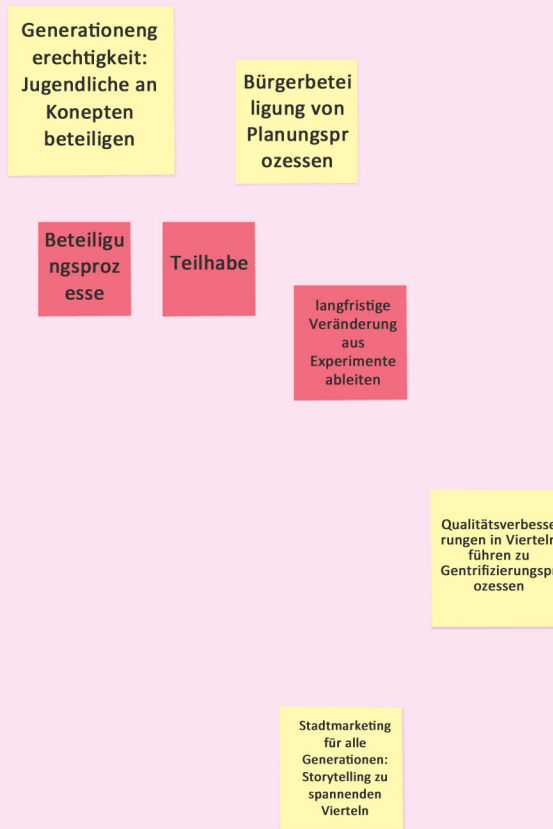 Generationeng
erechtigkeit:
Jugendliche an
Konepten
beteiligen
Bürgerbetei
ligung von
Planungspr
ozessen
Beteiligu
ngsproz
esse
Teilhabe
langfristige
Veränderung
aus
Experimente
ableiten
Qualitätsverbesse
rungen in Vierteln
führen zu
Gentrifizierungspr
ozessen
Stadtmarketing
für alle
Generationen:
Storytelling zu
spannenden
Vierteln